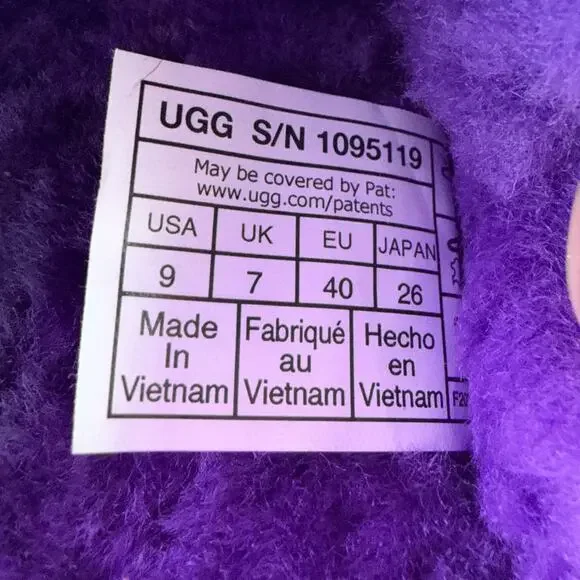 UGG S/N 1095119
May be covered by Pat:
www.ugg.com/patents
USA UK EU JAPAN
9 7 40 26
Made In Vietnam
Fabriqué au Vietnam
Hecho en Vietnam